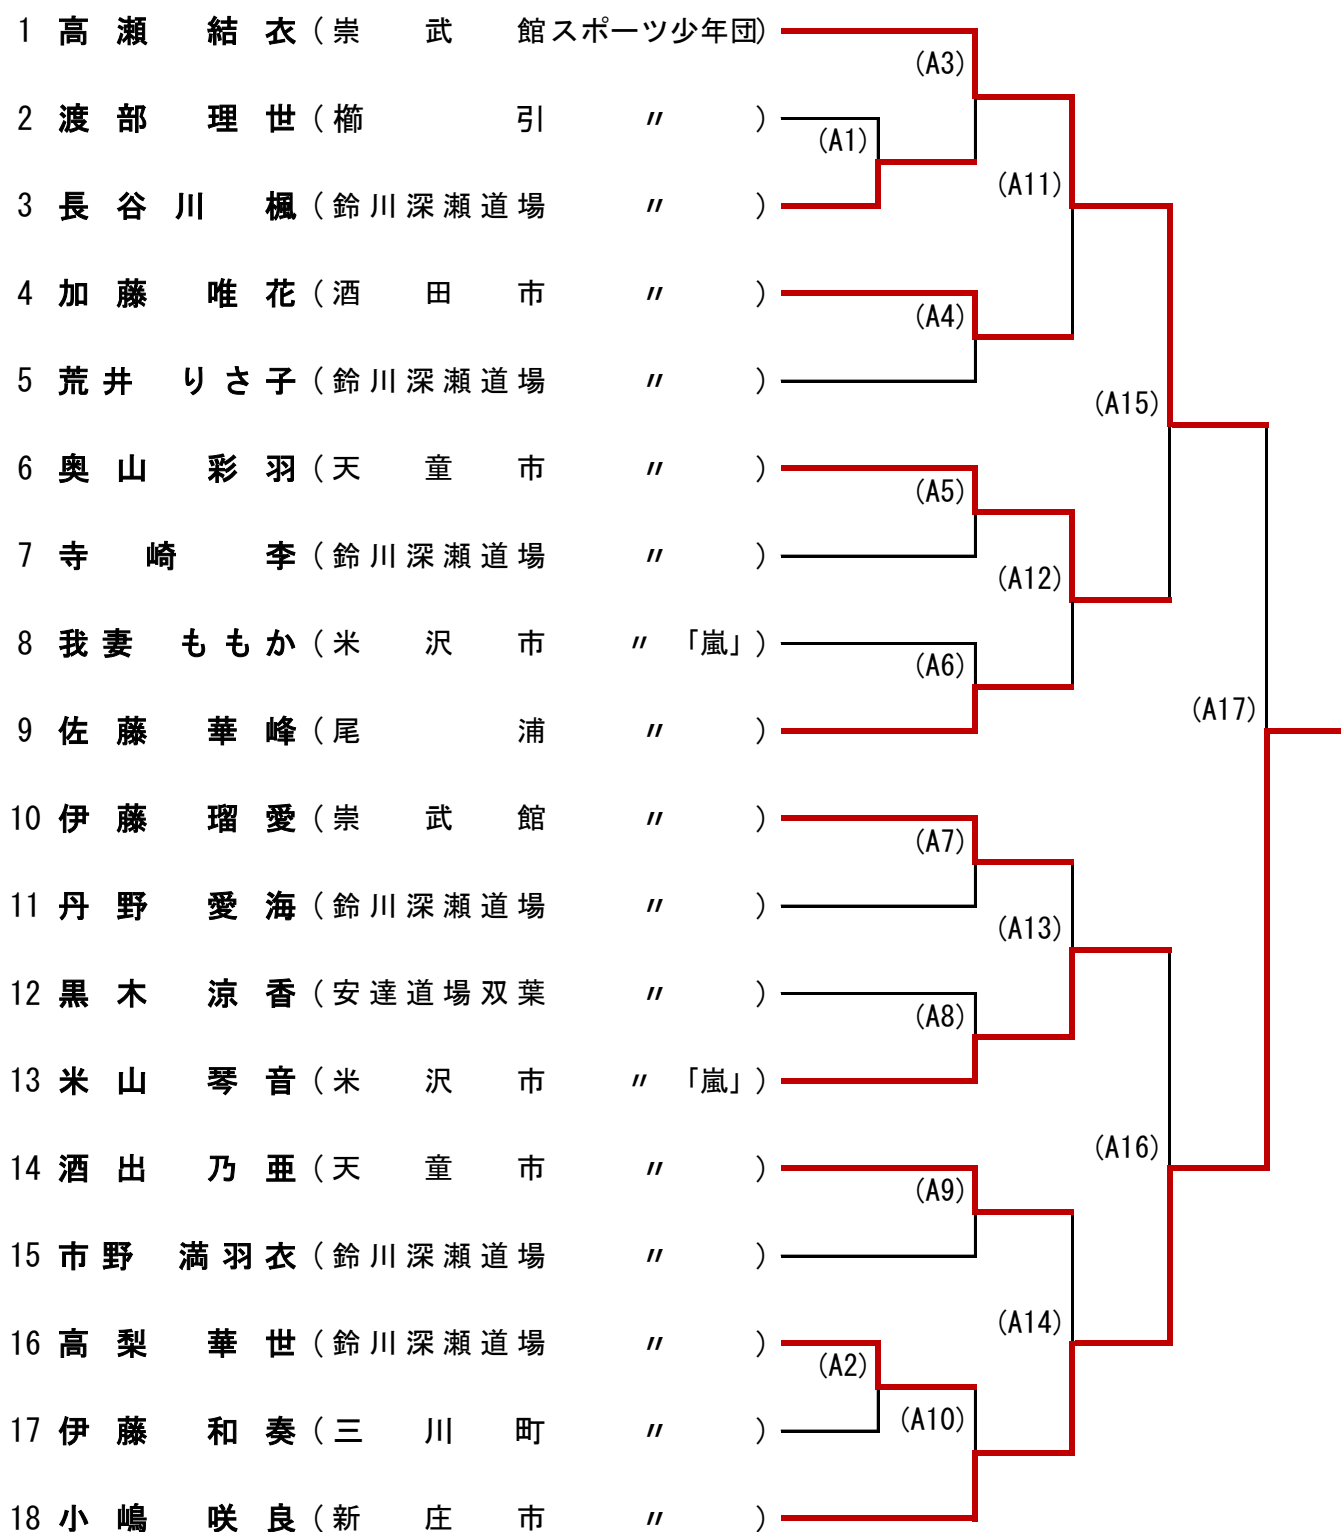 1 高瀬 結衣(崇武館スポーツ少年団)
(A3)
2 渡部 理世(櫛引 〃 )
(A1)
(A11)
3 長谷川 楓(鈴川深瀬道場 〃 )
4 加藤 唯花(酒田市 〃 )
(A4)
5 荒井 りさ子(鈴川深瀬道場 〃 )
(A15)
6 奥山 彩羽(天童市 〃 )
(A5)
7 寺崎 李(鈴川深瀬道場 〃 )
(A12)
8 我妻 ももか(米沢市 〃 「嵐」)
(A6)
(A17)
9 佐藤 華峰(尾浦 〃 )
10 伊藤 瑠愛(崇武館 〃 )
(A7)
11 丹野 愛海(鈴川深瀬道場 〃 )
(A13)
12 黒木 涼香(安達道場双葉 〃 )
(A8)
13 米山 琴音(米沢市 〃 「嵐」)
(A16)
14 酒出 乃亜(天童市 〃 )
(A9)
15 市野 満羽衣(鈴川深瀬道場 〃 )
(A14)
16 高梨 華世(鈴川深瀬道場 〃 )
(A2)
(A10)
17 伊藤 和奏(三川町 〃 )
18 小嶋 咲良(新庄市 〃 )